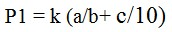 P1 = k (a/b+ c/10)